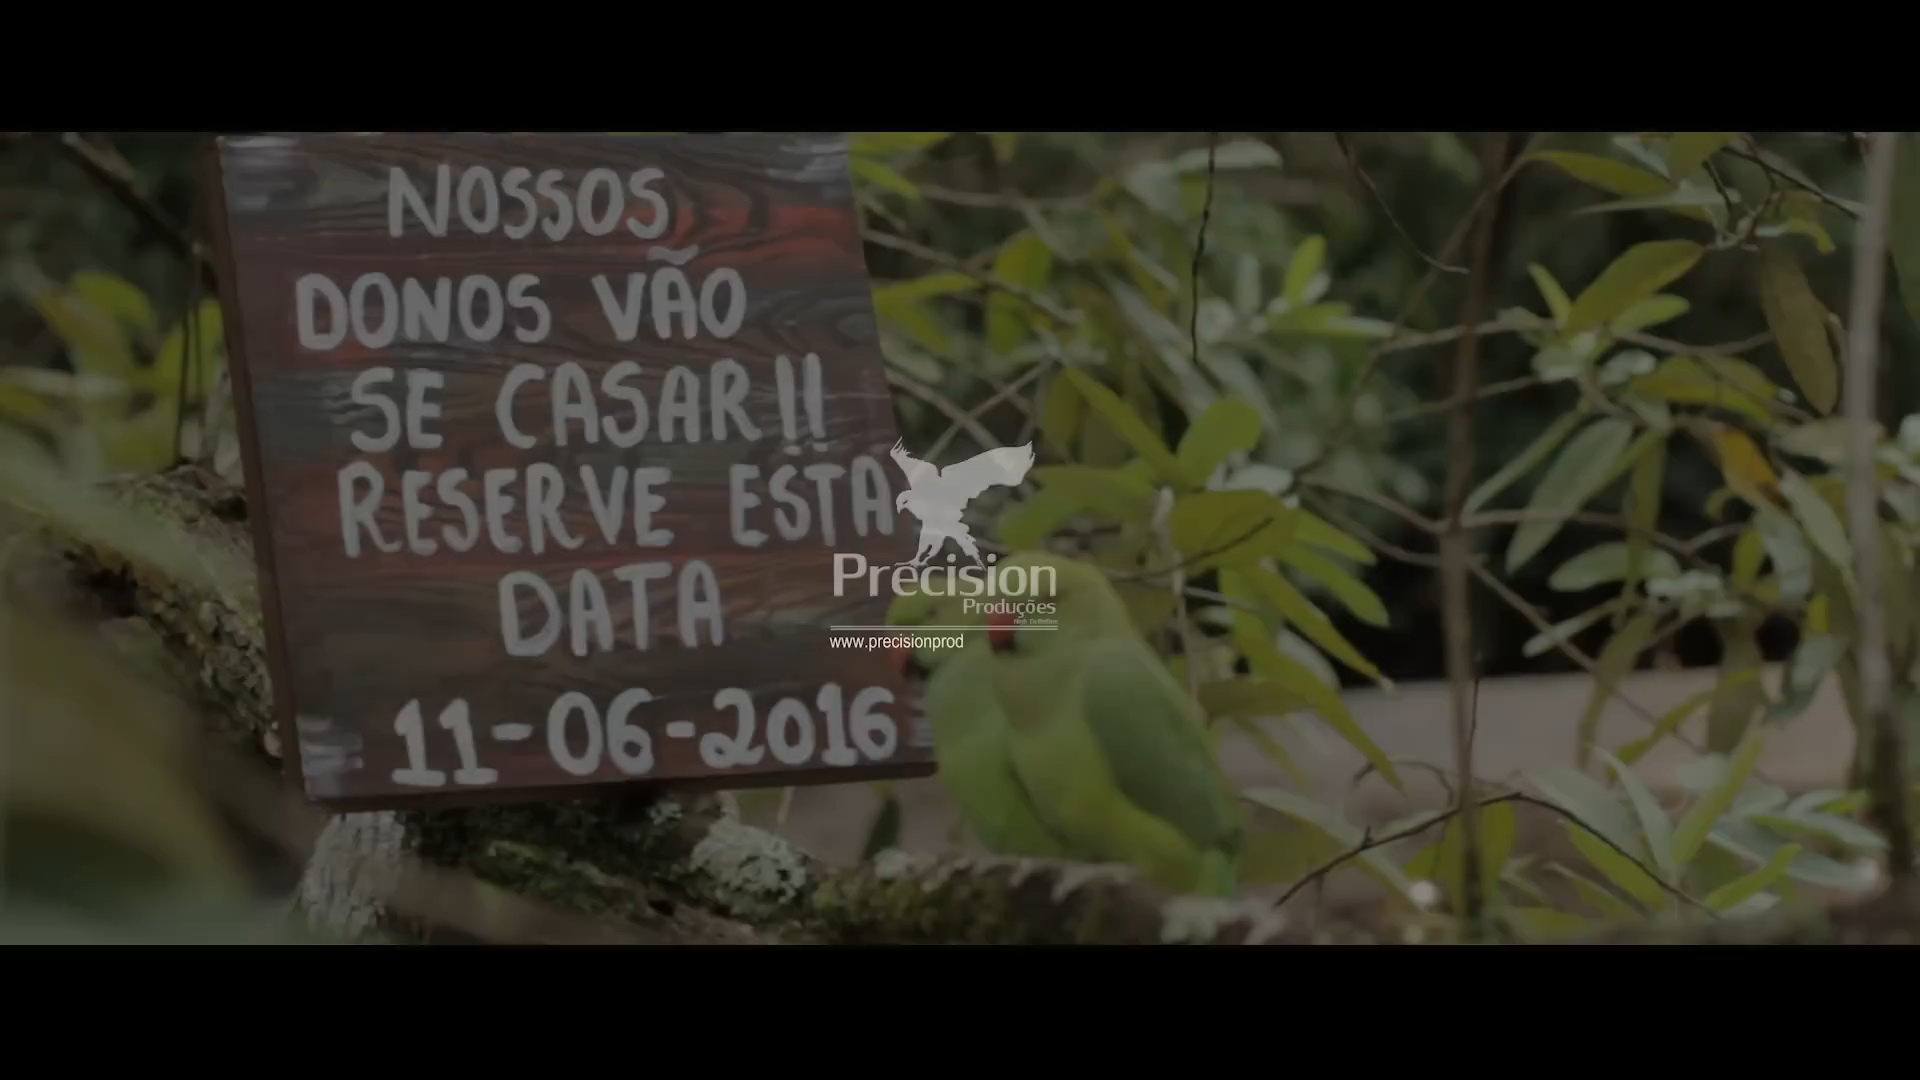 NOSSOS
DONOS VÃO
SE CASAR!!
RESERVE ESTA
DATA
11-06-2016
Precision
Produções
www.precisionprod